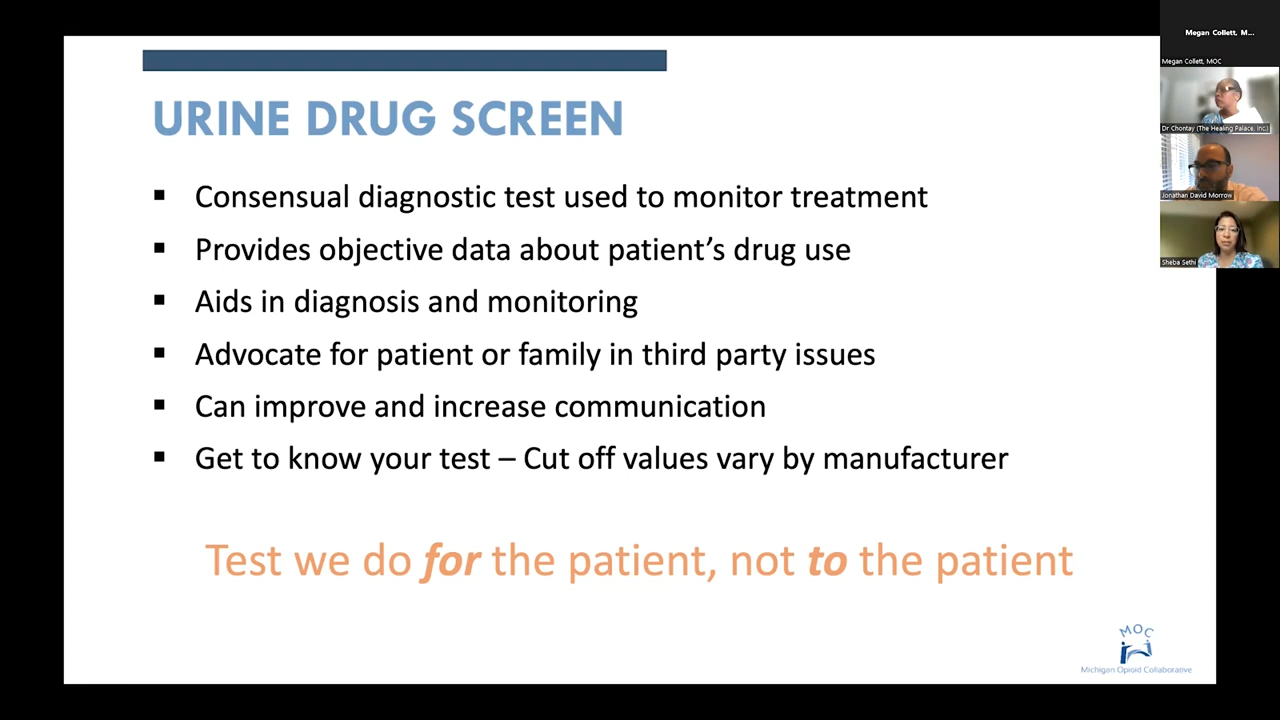 URINE DRUG SCREEN
▪ Consensual diagnostic test used to monitor treatment
▪ Provides objective data about patient’s drug use
▪ Aids in diagnosis and monitoring
▪ Advocate for patient or family in third party issues
▪ Can improve and increase communication
▪ Get to know your test – Cut off values vary by manufacturer
Test we do for the patient, not to the patient
MOC
Michigan Opioid Collaborative
Megan Collett, M...
Megan Collett, MOC
Dr Chontay (The Healing Palace, Inc.)
Jonathan David Morrow
Sheba Sethi